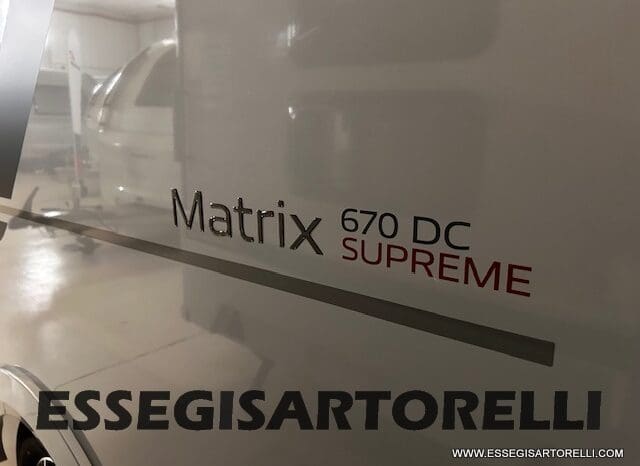 Matrix 670 DC
SUPREME
ESSEGISARTORELLI
WWW.ESSEGISARTORELLI.COM